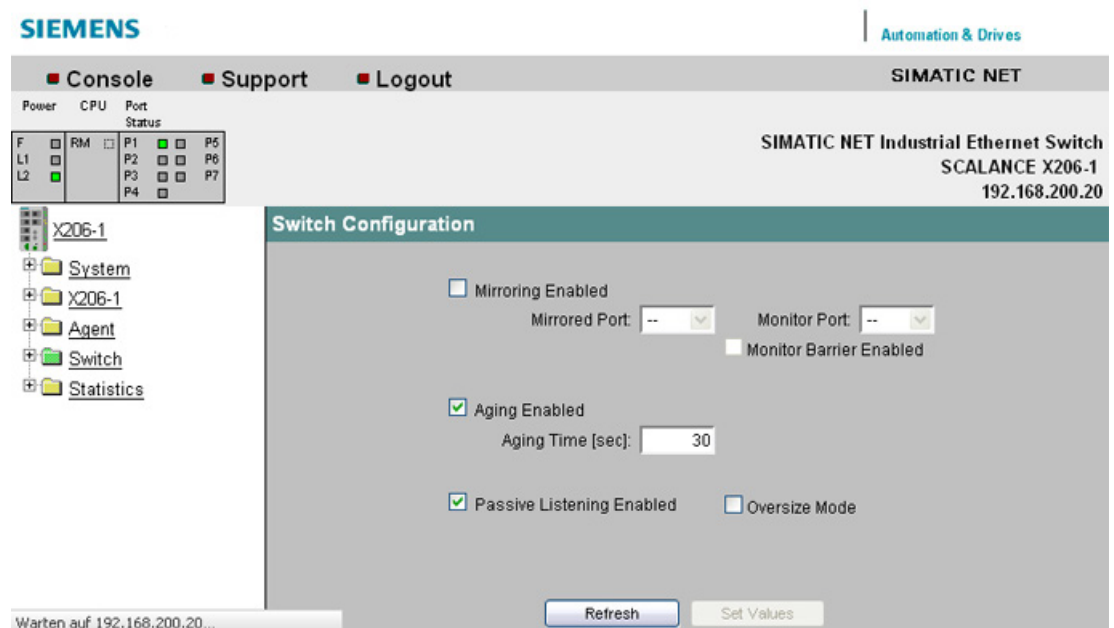 SIEMENS
Automation & Drives
Console Support Logout SIMATIC NET
Power CPU Port Status
F RM P1 P5
L1 P2 P6
L2 P3 P7
P4
SIMATIC NET Industrial Ethernet Switch
SCALANCE X206-1
192.168.200.20
X206-1
System
X206-1
Agent
Switch
Statistics
Switch Configuration
Mirroring Enabled
Mirrored Port: -- Monitor Port: --
Monitor Barrier Enabled
Aging Enabled
Aging Time [sec]: 30
Passive Listening Enabled Oversize Mode
Refresh Set Values
Warten auf 192.168.200.20...